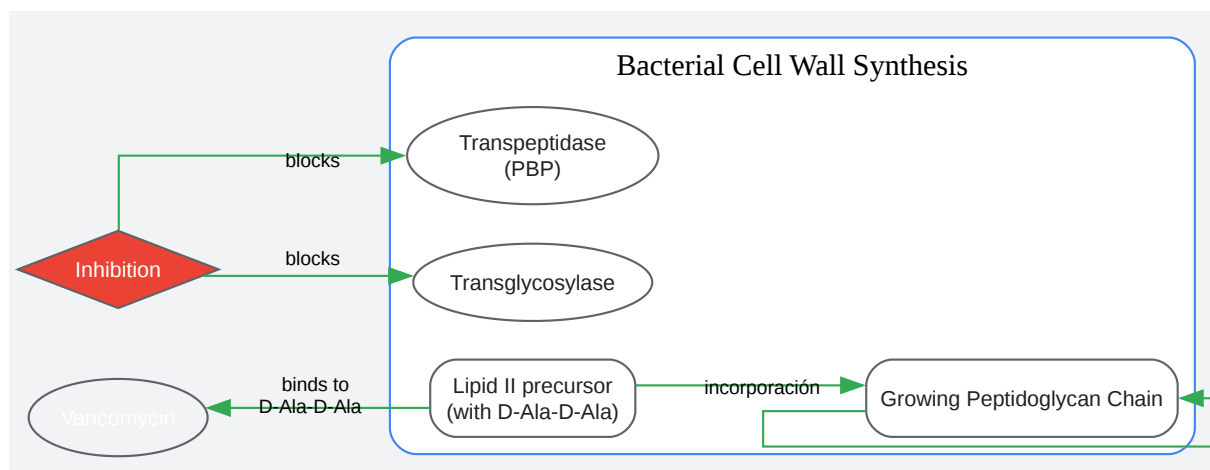 Bacterial Cell Wall Synthesis
Transpeptidase
(PBP)
blocks
Inhibition
blocks
Transglycosylase
binds to
D-Ala-D-Ala
Vancomycin
Lipid II precursor
(with D-Ala-D-Ala)
incorporación
Growing Peptidoglycan Chain